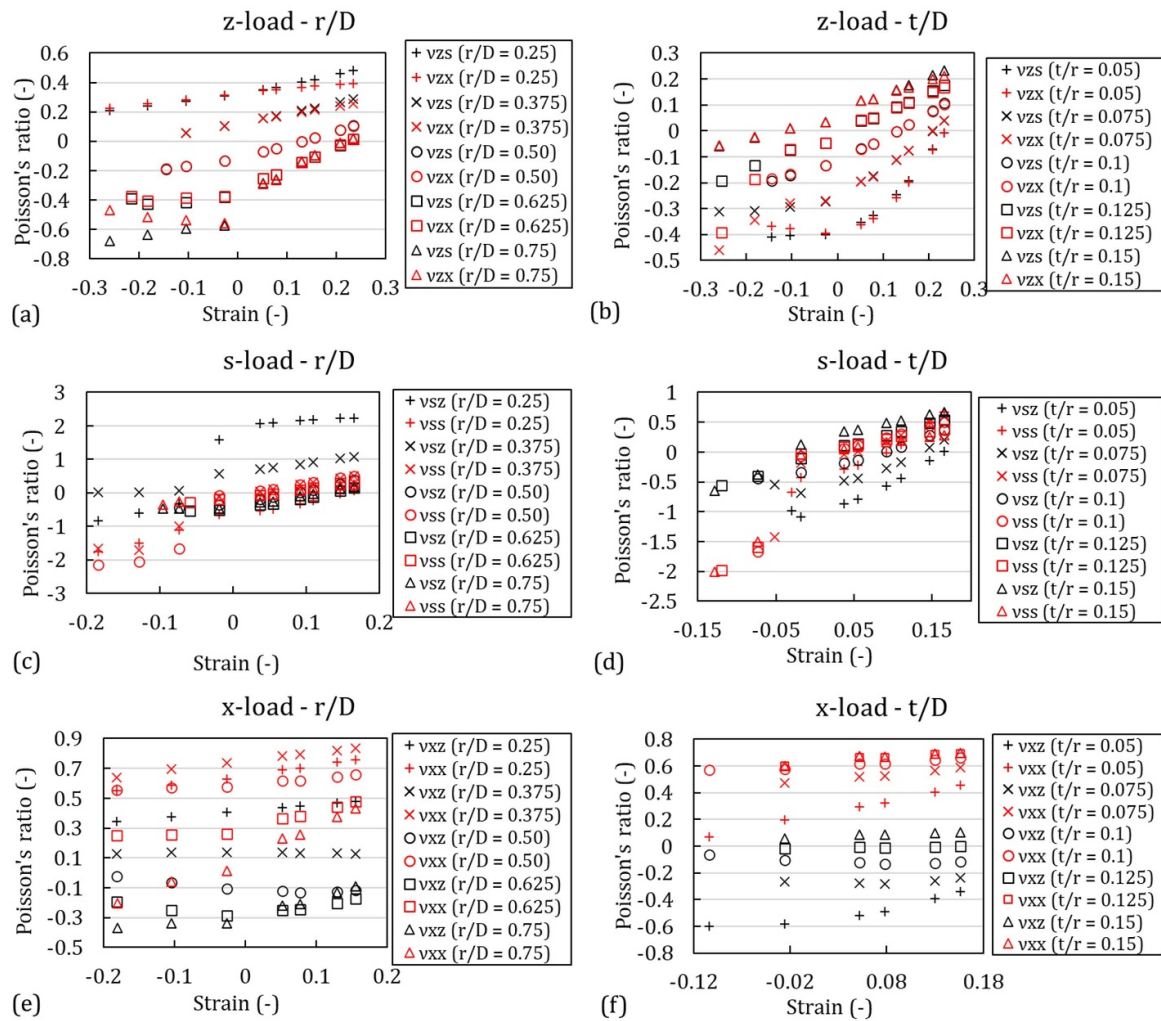 z-load - r/D
Poisson's ratio (-)
0.6
0.4
0.2
0
-0.2
-0.4
-0.6
-0.8
-0.3 -0.2 -0.1 0 0.1 0.2 0.3
Strain (-)
(a)
νzs (r/D = 0.25)
νzx (r/D = 0.25)
νzs (r/D = 0.375)
νzx (r/D = 0.375)
νzs (r/D = 0.50)
νzx (r/D = 0.50)
νzs (r/D = 0.625)
νzx (r/D = 0.625)
νzs (r/D = 0.75)
νzx (r/D = 0.75)
z-load - t/D
Poisson's ratio (-)
0.3
0.2
0.1
0
-0.1
-0.2
-0.3
-0.4
-0.5
-0.3 -0.2 -0.1 0 0.1 0.2 0.3
Strain (-)
(b)
νzs (t/r = 0.05)
νzx (t/r = 0.05)
νzs (t/r = 0.075)
νzx (t/r = 0.075)
νzs (t/r = 0.1)
νzx (t/r = 0.1)
νzs (t/r = 0.125)
νzx (t/r = 0.125)
νzs (t/r = 0.15)
νzx (t/r = 0.15)
s-load - r/D
Poisson's ratio (-)
3
2
1
0
-1
-2
-3
-0.2 -0.1 0 0.1 0.2
Strain (-)
(c)
νsz (r/D = 0.25)
νss (r/D = 0.25)
νsz (r/D = 0.375)
νss (r/D = 0.375)
νsz (r/D = 0.50)
νss (r/D = 0.50)
νsz (r/D = 0.625)
νss (r/D = 0.625)
νsz (r/D = 0.75)
νss (r/D = 0.75)
s-load - t/D
Poisson's ratio (-)
1
0.5
0
-0.5
-1
-1.5
-2
-2.5
-0.15 -0.05 0.05 0.15
Strain (-)
(d)
νsz (t/r = 0.05)
νss (t/r = 0.05)
νsz (t/r = 0.075)
νss (t/r = 0.075)
νsz (t/r = 0.1)
νss (t/r = 0.1)
νsz (t/r = 0.125)
νss (t/r = 0.125)
νsz (t/r = 0.15)
νss (t/r = 0.15)
x-load - r/D
Poisson's ratio (-)
0.9
0.7
0.5
0.3
0.1
-0.1
-0.3
-0.5
-0.2 -0.1 0 0.1 0.2
Strain (-)
(e)
νxz (r/D = 0.25)
νxx (r/D = 0.25)
νxz (r/D = 0.375)
νxx (r/D = 0.375)
νxz (r/D = 0.50)
νxx (r/D = 0.50)
νxz (r/D = 0.625)
νxx (r/D = 0.625)
νxz (r/D = 0.75)
νxx (r/D = 0.75)
x-load - t/D
Poisson's ratio (-)
0.8
0.6
0.4
0.2
0
-0.2
-0.4
-0.6
-0.8
-0.12 -0.02 0.08 0.18
Strain (-)
(f)
νxz (t/r = 0.05)
νxx (t/r = 0.05)
νxz (t/r = 0.075)
νxx (t/r = 0.075)
νxz (t/r = 0.1)
νxx (t/r = 0.1)
νxz (t/r = 0.125)
νxx (t/r = 0.125)
νxz (t/r = 0.15)
νxx (t/r = 0.15)